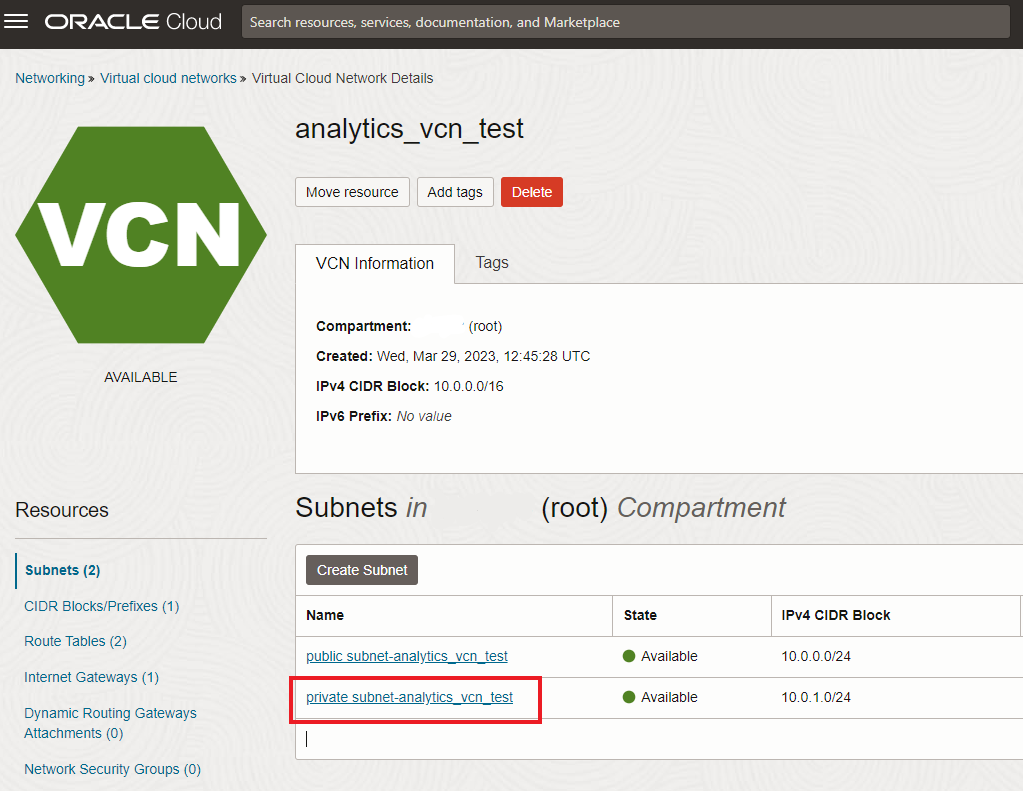 ORACLE Cloud
Search resources, services, documentation, and Marketplace
Networking » Virtual cloud networks » Virtual Cloud Network Details
VCN
AVAILABLE
analytics_vcn_test
Move resource
Add tags
Delete
VCN Information
Tags
Compartment: (root)
Created: Wed, Mar 29, 2023, 12:45:28 UTC
IPv4 CIDR Block: 10.0.0.0/16
IPv6 Prefix: No value
Resources
Subnets (2)
CIDR Blocks/Prefixes (1)
Route Tables (2)
Internet Gateways (1)
Dynamic Routing Gateways
Attachments (0)
Network Security Groups (0)
Subnets in (root) Compartment
Create Subnet
Name State IPv4 CIDR Block
public subnet-analytics_vcn_test Available 10.0.0.0/24
private subnet-analytics_vcn_test Available 10.0.1.0/24